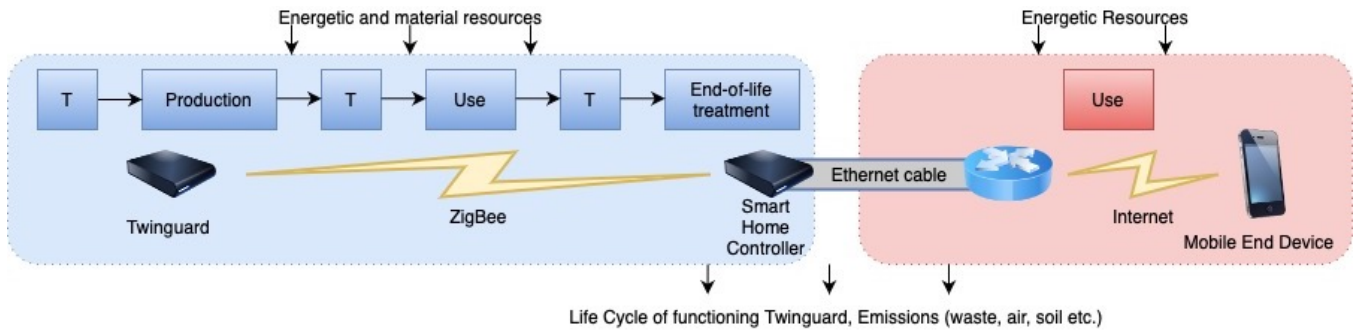 Energetic and material resources
Energetic Resources
T
Production
T
Use
T
End-of-life
treatment
Use
Twinguard
ZigBee
Smart
Home
Controller
Ethernet cable
Internet
Mobile End Device
Life Cycle of functioning Twinguard, Emissions (waste, air, soil etc.)